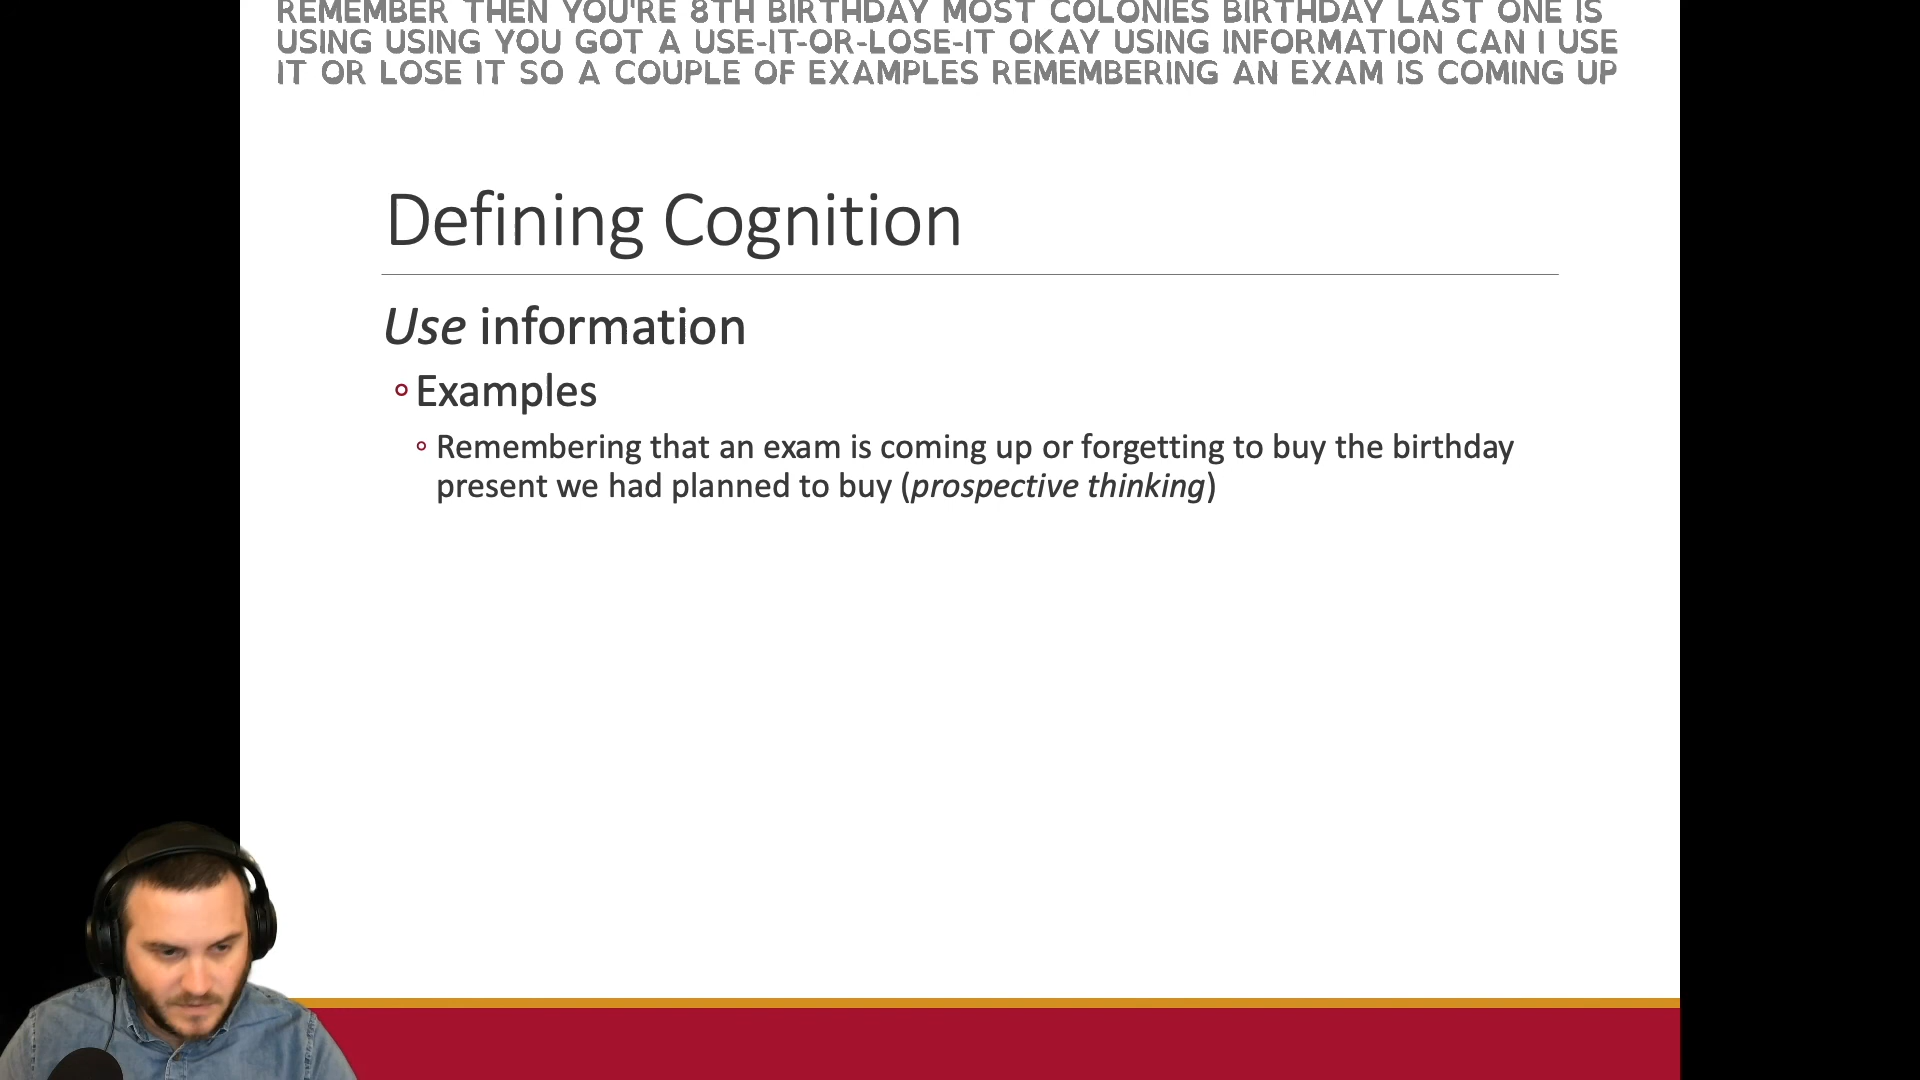 REMEMBER THEN YOU'RE 8TH BIRTHDAY MOST COLONIES BIRTHDAY LAST ONE IS
USING USING YOU GOT A USE-IT-OR-LOSE-IT OKAY USING INFORMATION CAN I USE
IT OR LOSE IT SO A COUPLE OF EXAMPLES REMEMBERING AN EXAM IS COMING UP
Defining Cognition
Use information
◦ Examples
◦ Remembering that an exam is coming up or forgetting to buy the birthday
present we had planned to buy (prospective thinking)